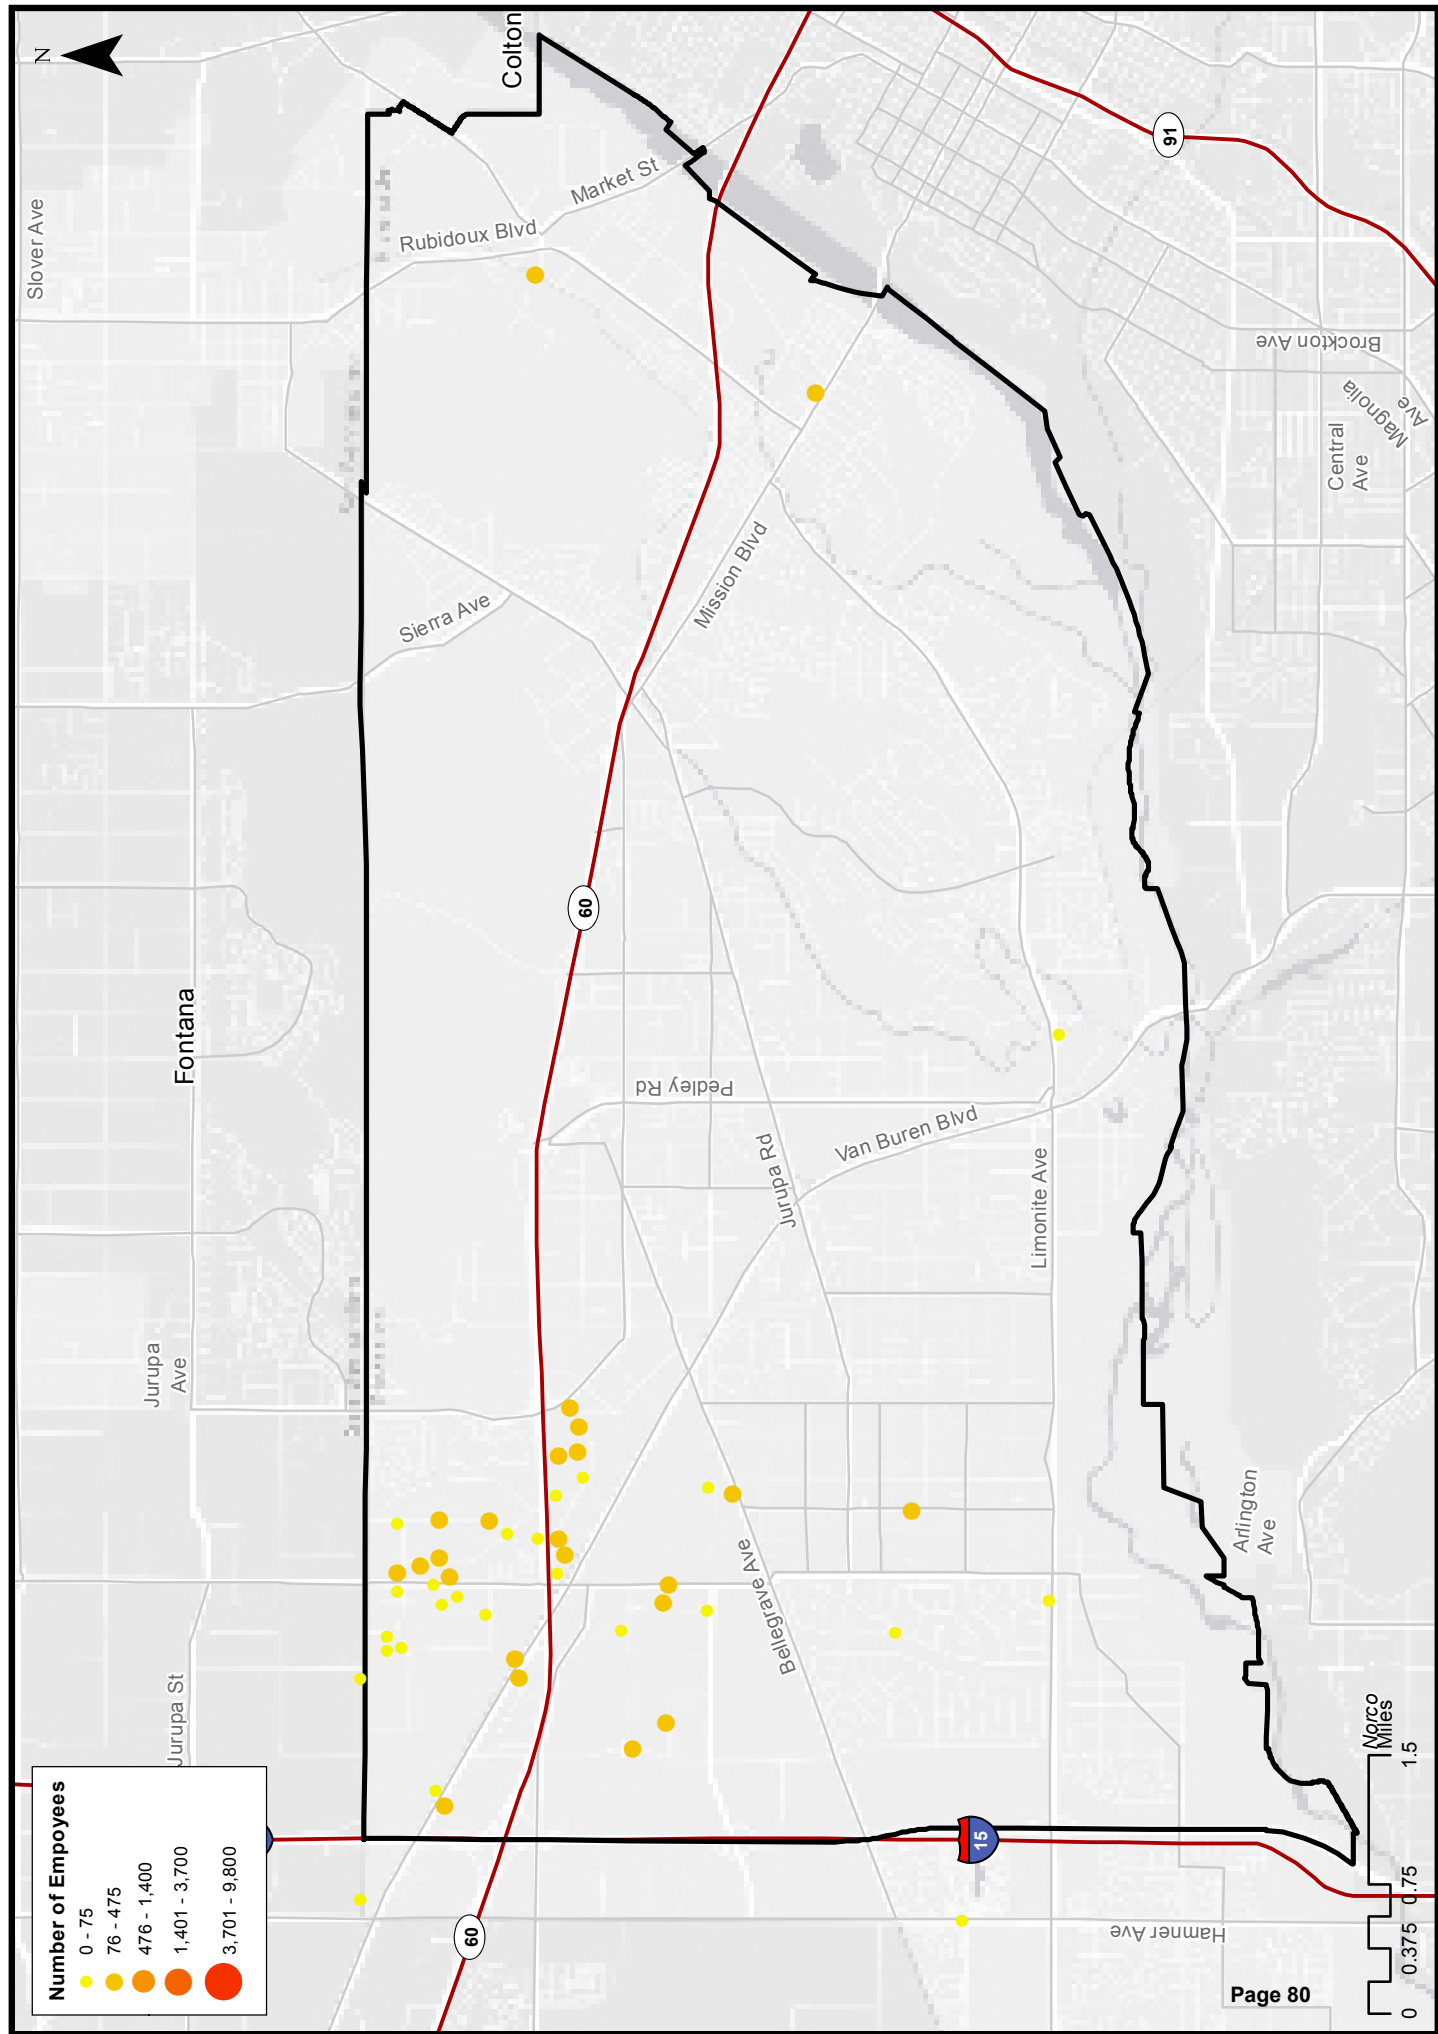 N
Colton
Slover Ave
Market St
Rubidoux Blvd
91
Brockton Ave
Magnolia
Ave
Central
Ave
Mission Blvd
Sierra Ave
60
Fontana
Pedley Rd
Jurupa Rd
Van Buren Blvd
Limonite Ave
Jurupa
Ave
Arlington
Ave
Bellegrave Ave
Jurupa St
15
60
Hamner Ave
Norco
Number of Empoyees
0 - 75
76 - 475
476 - 1,400
1,401 - 3,700
3,701 - 9,800
Page 80
Miles
0 0.375 0.75 1.5